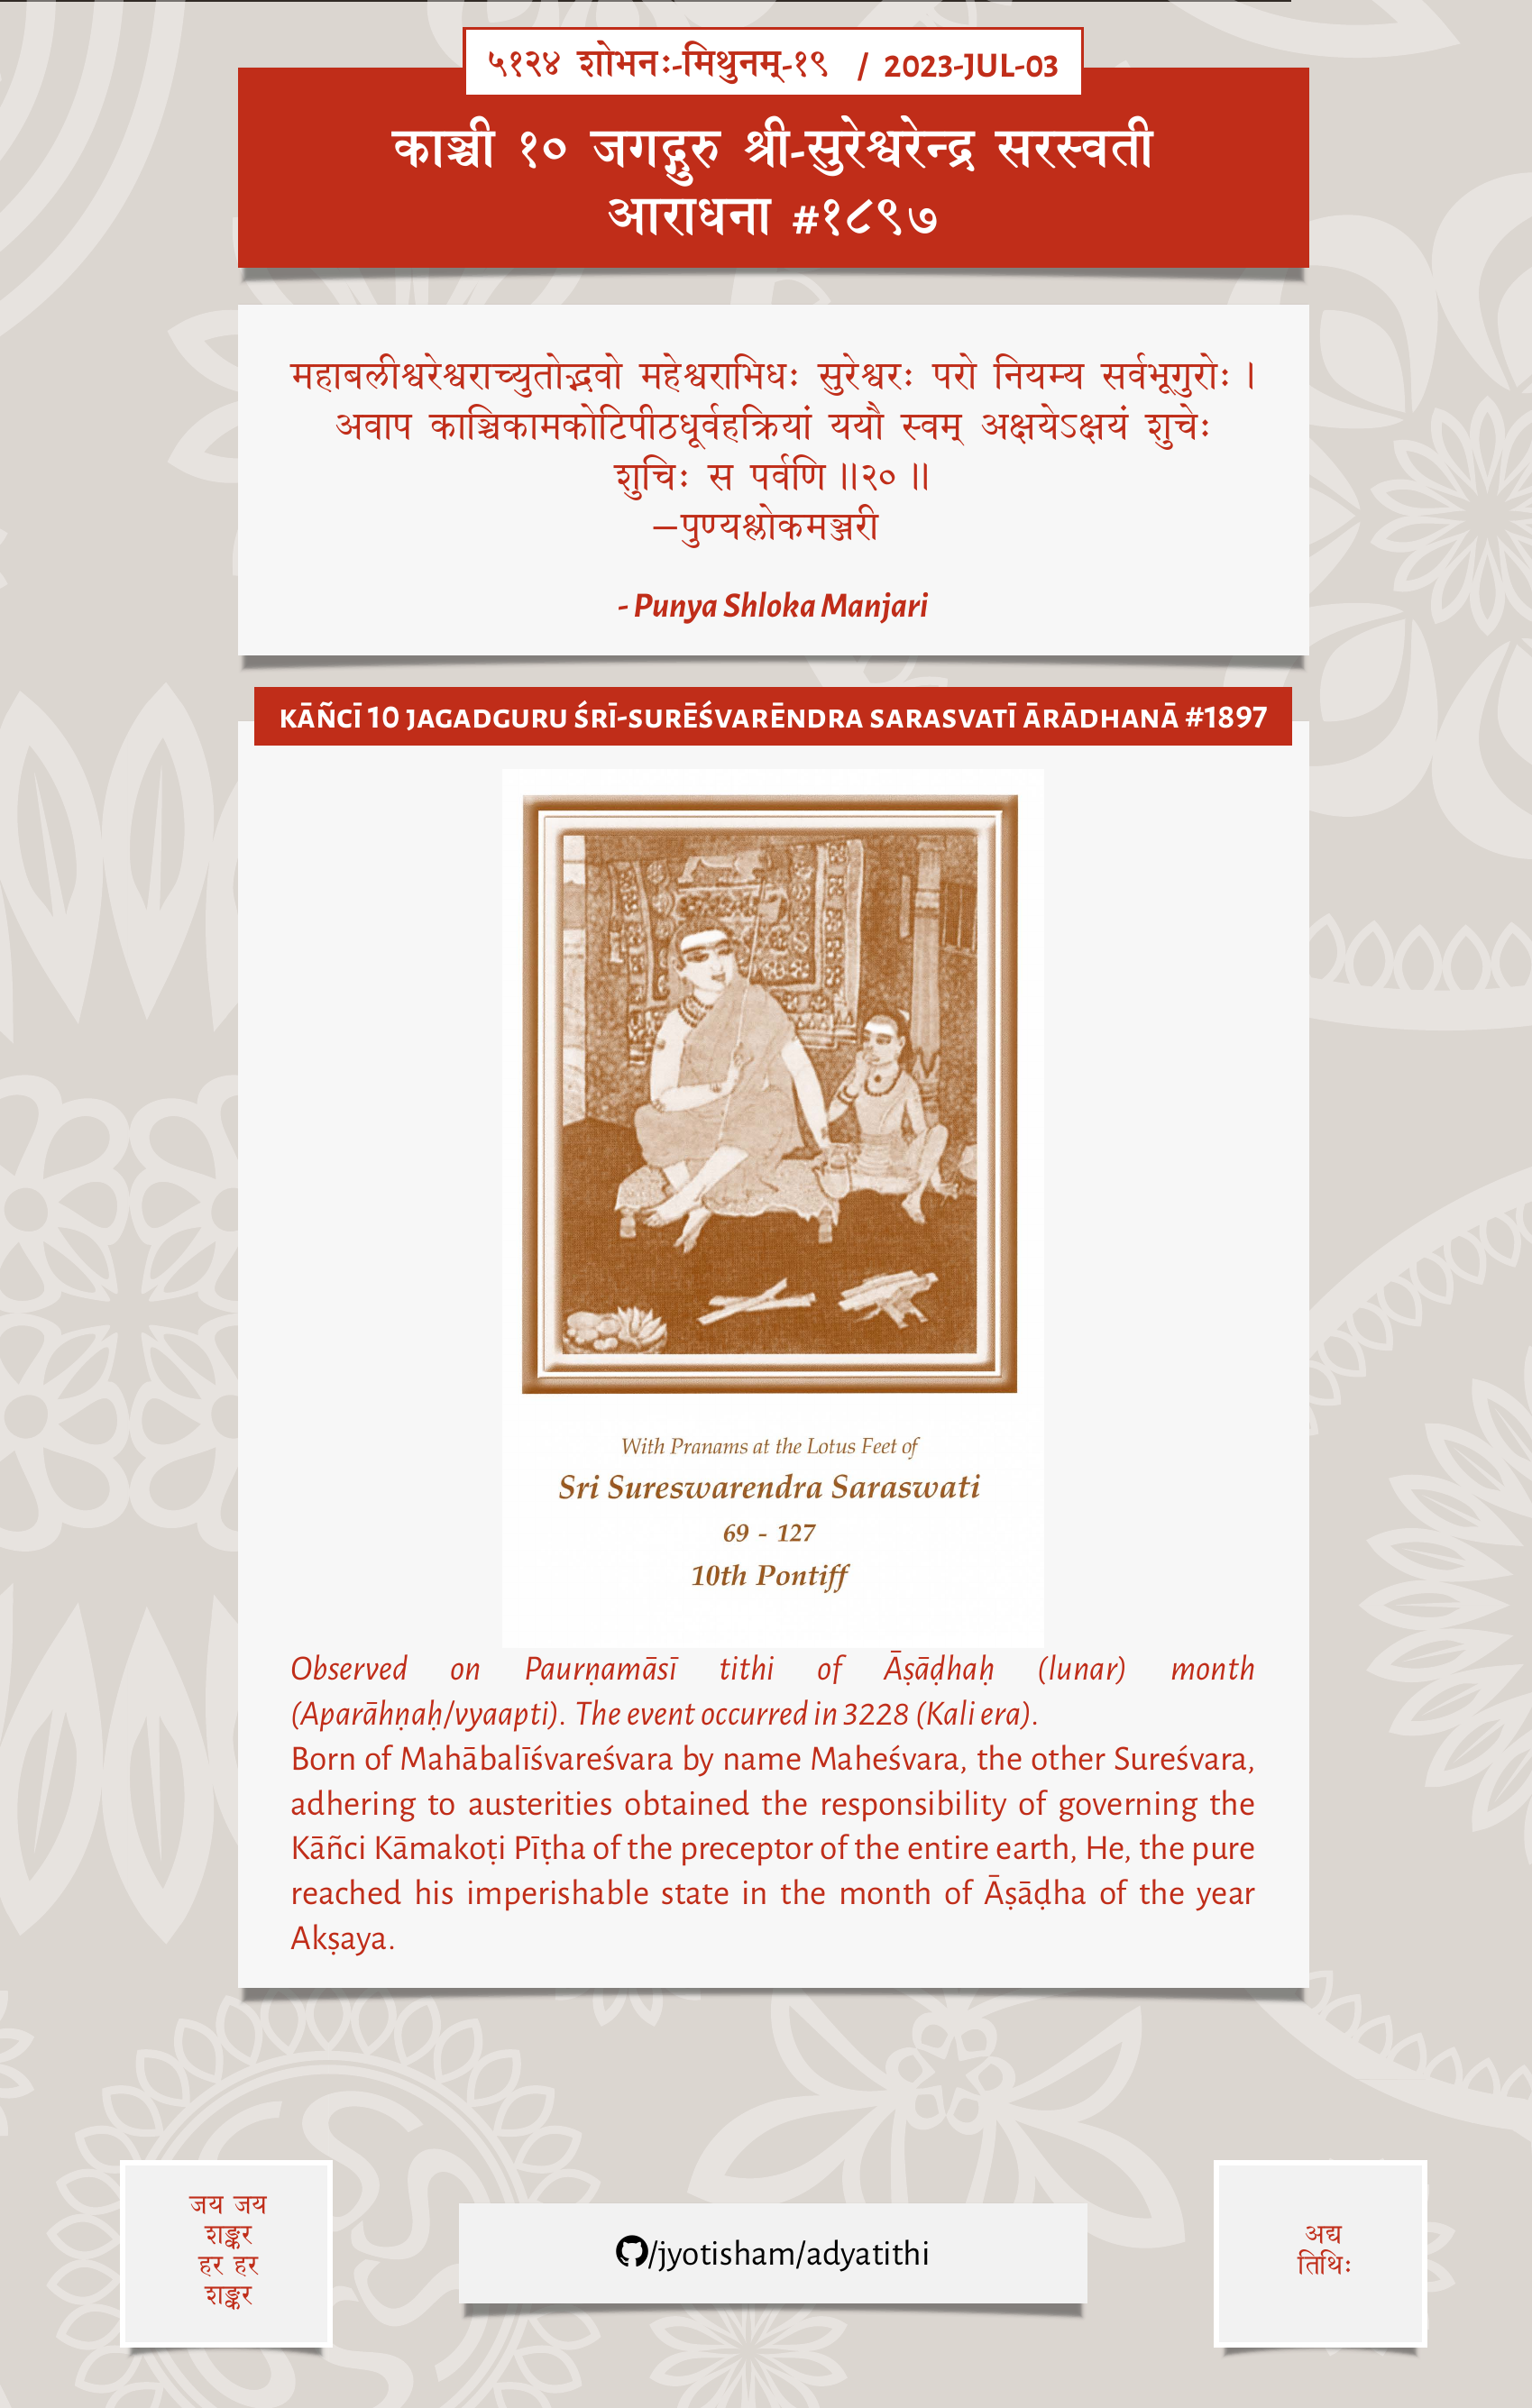 ५१२४ शोभनः-मिथुनम्-१९ / 2023-JUL-03
काञ्ची १० जगद्गुरु श्री-सुरेश्वरेन्द्र सरस्वती
आराधना #१८९७
महाबलीश्वरेश्वराच्युतोद्भवो महेश्वराभिधः सुरेश्वरः परो नियम्य सर्वभूगुरोः ।
अवाप काञ्चिकामकोटिपीठधूर्वहक्रियां ययौ स्वम् अक्षयेऽक्षयं शुचेः
शुचिः स पर्वणि ॥२० ॥
—पुण्यश्लोकमञ्जरी
- Punya Shloka Manjari
KĀÑCĪ 10 JAGADGURU ŚRĪ-SURĒŚVARĒNDRA SARASVATĪ ĀRĀDHANĀ #1897
With Pranams at the Lotus Feet of
Sri Sureswarendra Saraswati
69 - 127
10th Pontiff
Observed on Paurṇamāsī tithi of Āṣāḍhaḥ (lunar) month
(Aparāhṇaḥ/vyaapti). The event occurred in 3228 (Kali era).
Born of Mahābalīśvareśvara by name Maheśvara, the other Sureśvara,
adhering to austerities obtained the responsibility of governing the
Kāñci Kāmakoṭi Pīṭha of the preceptor of the entire earth, He, the pure
reached his imperishable state in the month of Āṣāḍha of the year
Akṣaya.
जय जय
शङ्कर
हर हर
शङ्कर
/jyotisham/adyatithi
अद्य
तिथिः